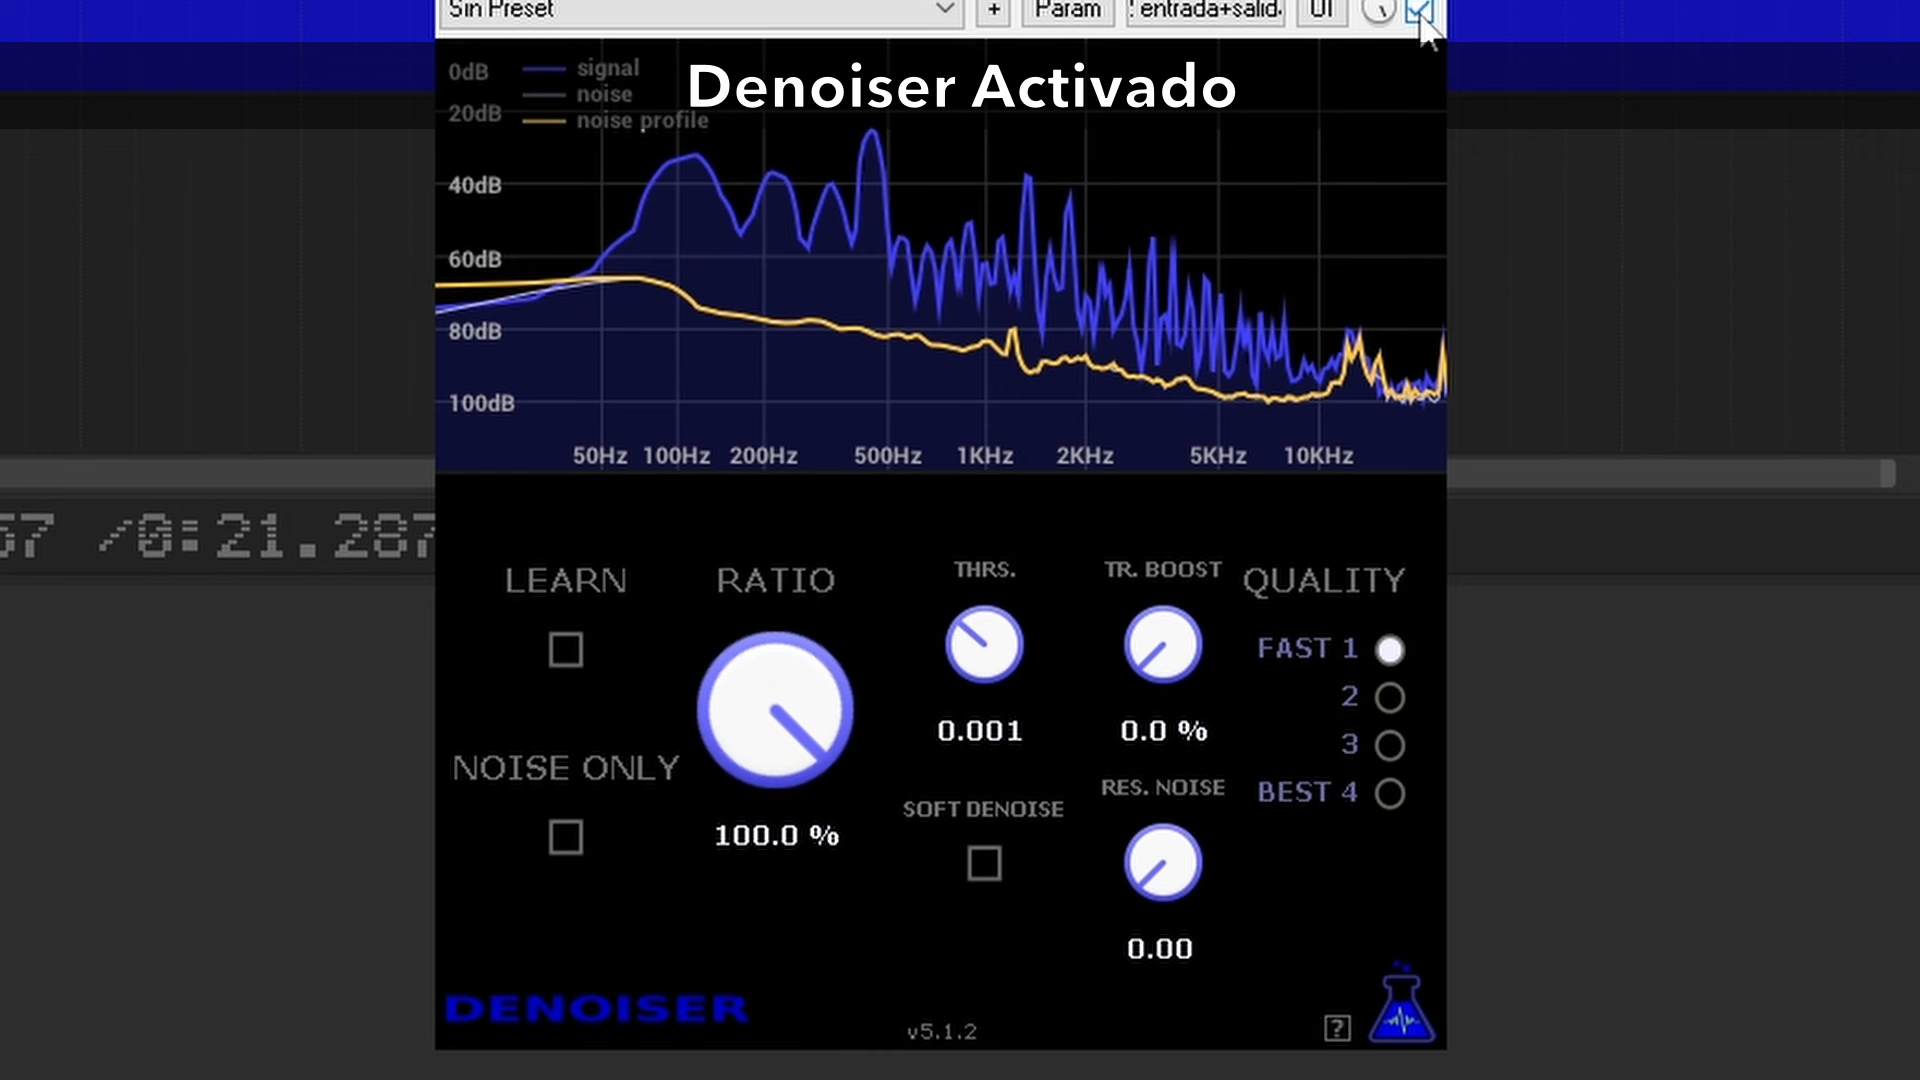 Sin Preset
+
Param
entrada+salid
UI
Denoiser Activado
0dB
signal
noise
20dB
noise profile
40dB
60dB
80dB
100dB
50Hz 100Hz 200Hz 500Hz 1KHz 2KHz 5KHz 10KHz
57 /0:21.287
LEARN
RATIO
THRS.
TR. BOOST
QUALITY
FAST 1
2
3
BEST 4
0.001
0.0 %
NOISE ONLY
100.0 %
SOFT DENOISE
RES. NOISE
0.00
DENOISER
v5.1.2
?